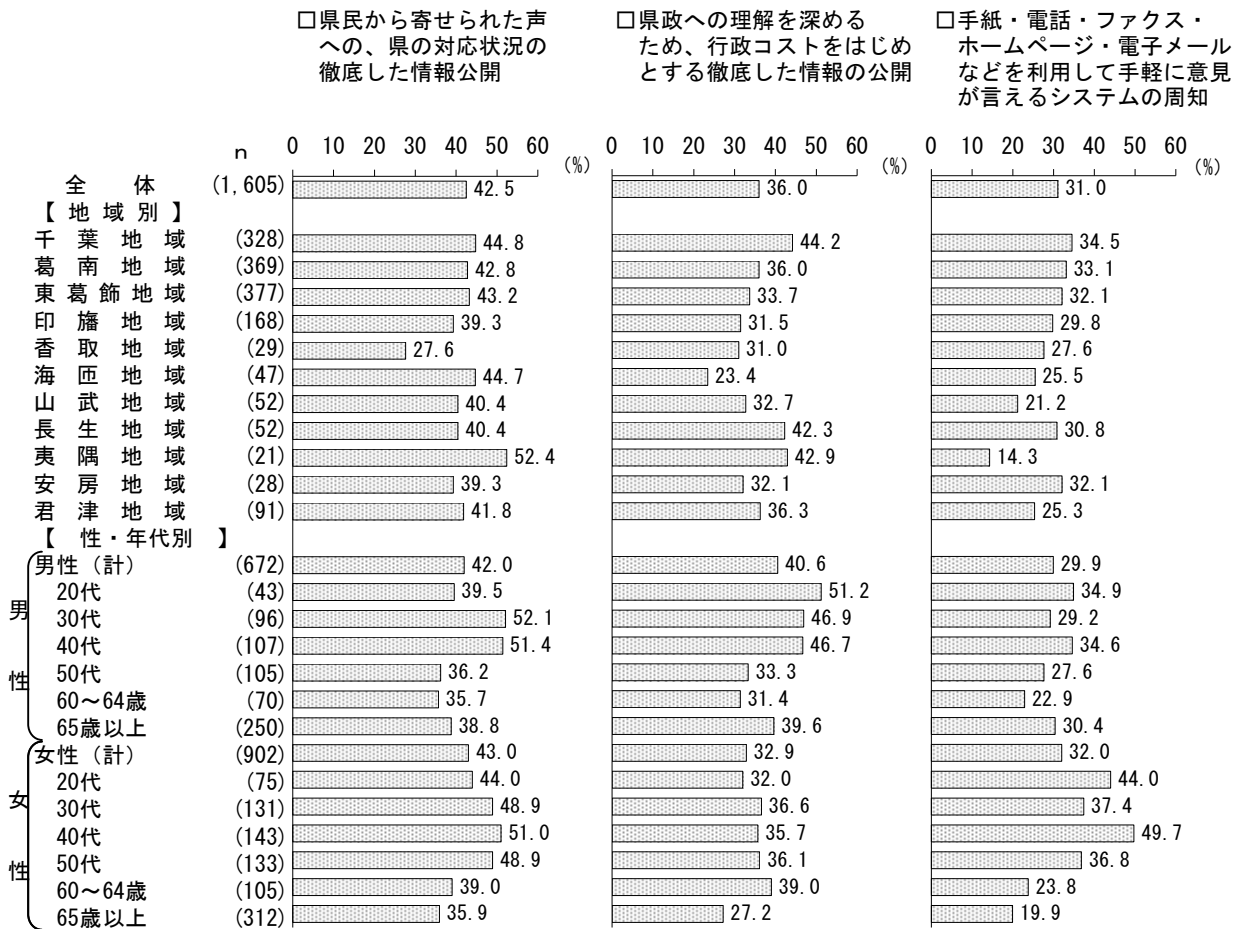 □県民から寄せられた声
への、県の対応状況の
徹底した情報公開
□県政への理解を深める
ため、行政コストをはじめ
とする徹底した情報の公開
□手紙・電話・ファクス・
ホームページ・電子メール
などを利用して手軽に意見
が言えるシステムの周知
n 0 10 20 30 40 50 60 (%) 0 10 20 30 40 50 60 (%) 0 10 20 30 40 50 60 (%)
全体 (1,605) 42.5 36.0 31.0
【地域別】
千葉地域 (328) 44.8 44.2 34.5
葛南地域 (369) 42.8 36.0 33.1
東葛飾地域 (377) 43.2 33.7 32.1
印旛地域 (168) 39.3 31.5 29.8
香取地域 (29) 27.6 31.0 27.6
海匝地域 (47) 44.7 23.4 25.5
山武地域 (52) 40.4 32.7 21.2
長生地域 (52) 40.4 42.3 30.8
夷隅地域 (21) 52.4 42.9 14.3
安房地域 (28) 39.3 32.1 32.1
君津地域 (91) 41.8 36.3 25.3
【性・年代別】
男性
男性（計） (672) 42.0 40.6 29.9
20代 (43) 39.5 51.2 34.9
30代 (96) 52.1 46.9 29.2
40代 (107) 51.4 46.7 34.6
50代 (105) 36.2 33.3 27.6
60～64歳 (70) 35.7 31.4 22.9
65歳以上 (250) 38.8 39.6 30.4
女性
女性（計） (902) 43.0 32.9 32.0
20代 (75) 44.0 32.0 44.0
30代 (131) 48.9 36.6 37.4
40代 (143) 51.0 35.7 49.7
50代 (133) 48.9 36.1 36.8
60～64歳 (105) 39.0 39.0 23.8
65歳以上 (312) 35.9 27.2 19.9